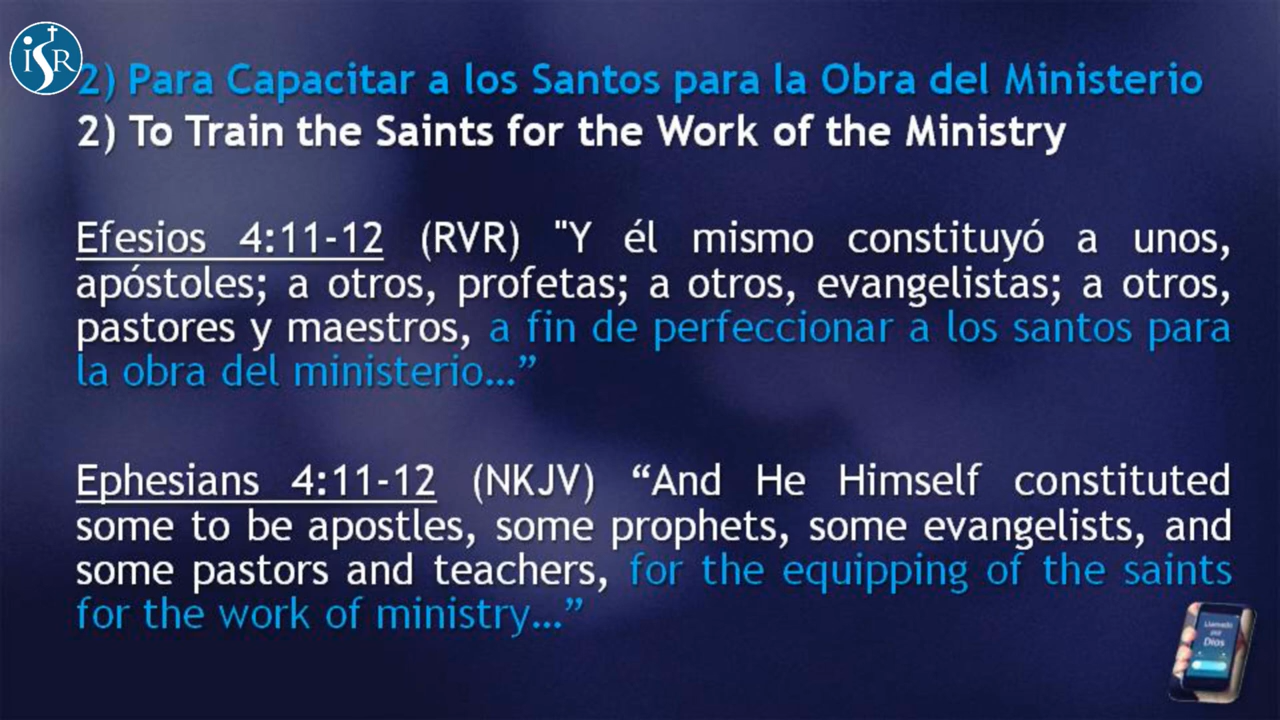 ISR
2) Para Capacitar a los Santos para la Obra del Ministerio
2) To Train the Saints for the Work of the Ministry
Efesios 4:11-12 (RVR) "Y él mismo constituyó a unos,
apóstoles; a otros, profetas; a otros, evangelistas; a otros,
pastores y maestros, a fin de perfeccionar a los santos para
la obra del ministerio…”
Ephesians 4:11-12 (NKJV) “And He Himself constituted
some to be apostles, some prophets, some evangelists, and
some pastors and teachers, for the equipping of the saints
for the work of ministry…”
Llamado
por
Dios